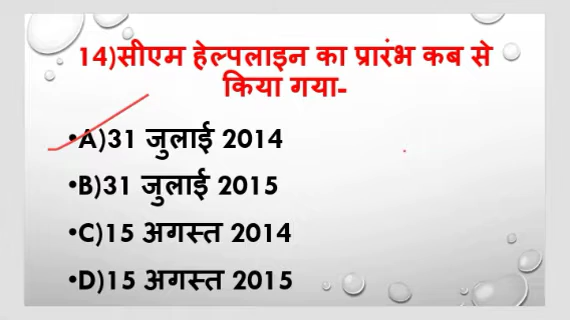 14)सीएम हेल्पलाइन का प्रारंभ कब से
किया गया-
•A)31 जुलाई 2014
•B)31 जुलाई 2015
•C)15 अगस्त 2014
•D)15 अगस्त 2015